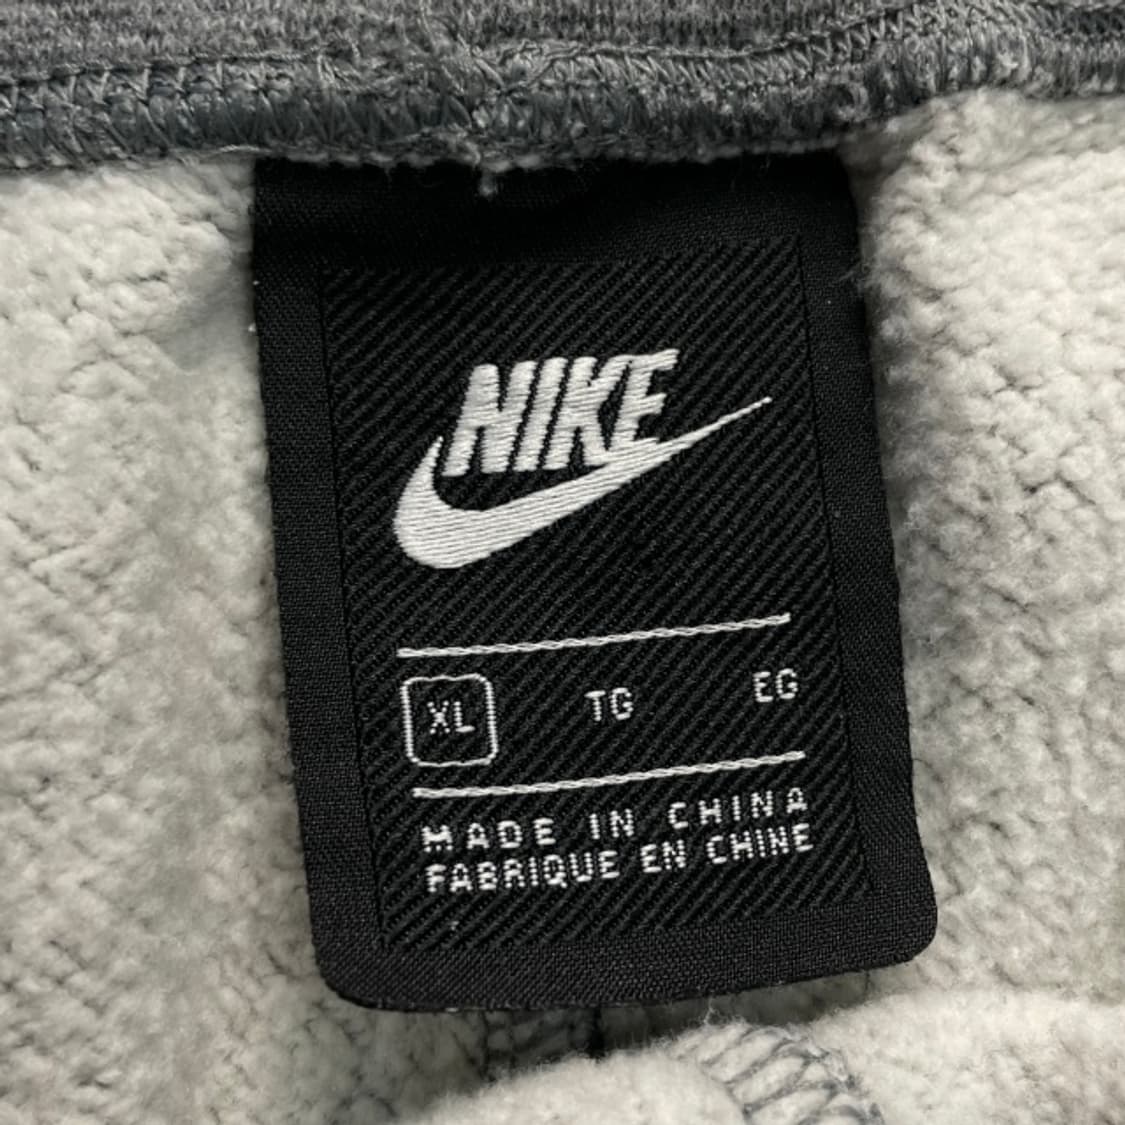 NIKE
XL TG EG
MADE IN CHINA
FABRIQUE EN CHINE